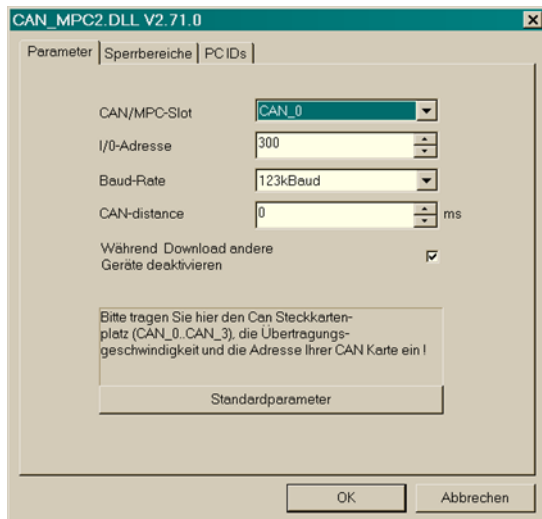 CAN_MPC2.DLL V2.71.0
Parameter Sperrbereiche PC IDs
CAN/MPC-Slot CAN_0
I/0-Adresse 300
Baud-Rate 123kBaud
CAN-distance 0 ms
Während Download andere
Geräte deaktivieren
Bitte tragen Sie hier den Can Steckkarten-
platz (CAN_0..CAN_3), die Übertragungs-
geschwindigkeit und die Adresse Ihrer CAN Karte ein !
Standardparameter
OK Abbrechen